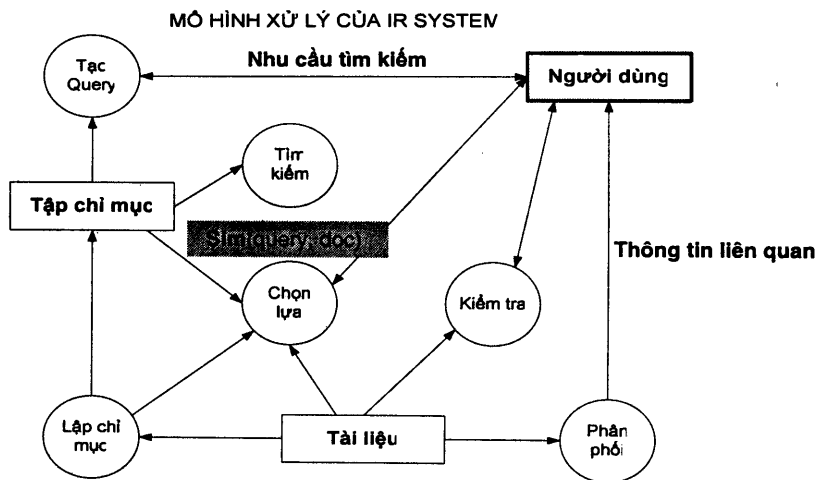 MÔ HÌNH XỬ LÝ CỦA IR SYSTEM
Tạc
Query
Nhu cầu tìm kiếm
Người dùng
Tìrr
kiếm
Tập chỉ mục
Sim(query, doc)
Thông tin liên quan
Chọn
lựa
Kiểm tra
Lập chỉ
mục
Tài liệu
Phân
phối